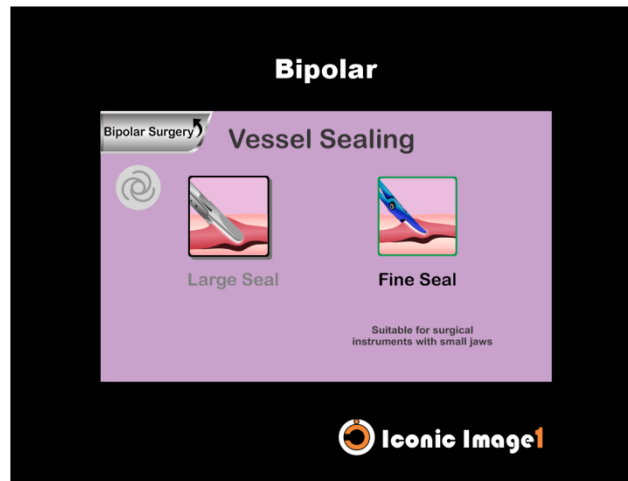 Bipolar
Bipolar Surgery
Vessel Sealing
Large Seal
Fine Seal
Suitable for surgical
instruments with small jaws
Iconic Image1